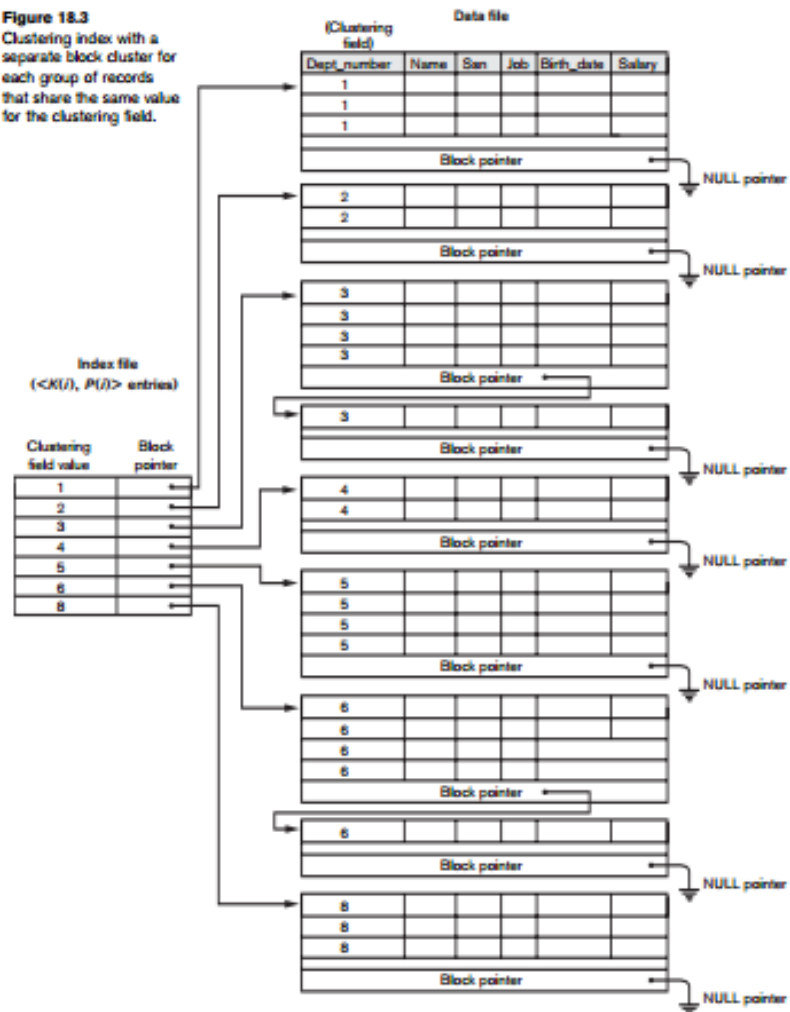 Figure 18.3
Clustering index with a
separate block cluster for
each group of records
that share the same value
for the clustering field.
Data file
(Clustering
field)
Dept_number Name Ssn Job Birth_date Salary
1
1
1
Block pointer
NULL pointer
2
2
Block pointer
NULL pointer
3
3
3
3
Block pointer
3
Block pointer
NULL pointer
4
4
Block pointer
NULL pointer
5
5
5
5
Block pointer
NULL pointer
6
6
6
6
Block pointer
6
Block pointer
NULL pointer
8
8
8
Block pointer
NULL pointer
Index file
(<K(i), P(i)> entries)
Clustering Block
field value pointer
1
2
3
4
5
6
8